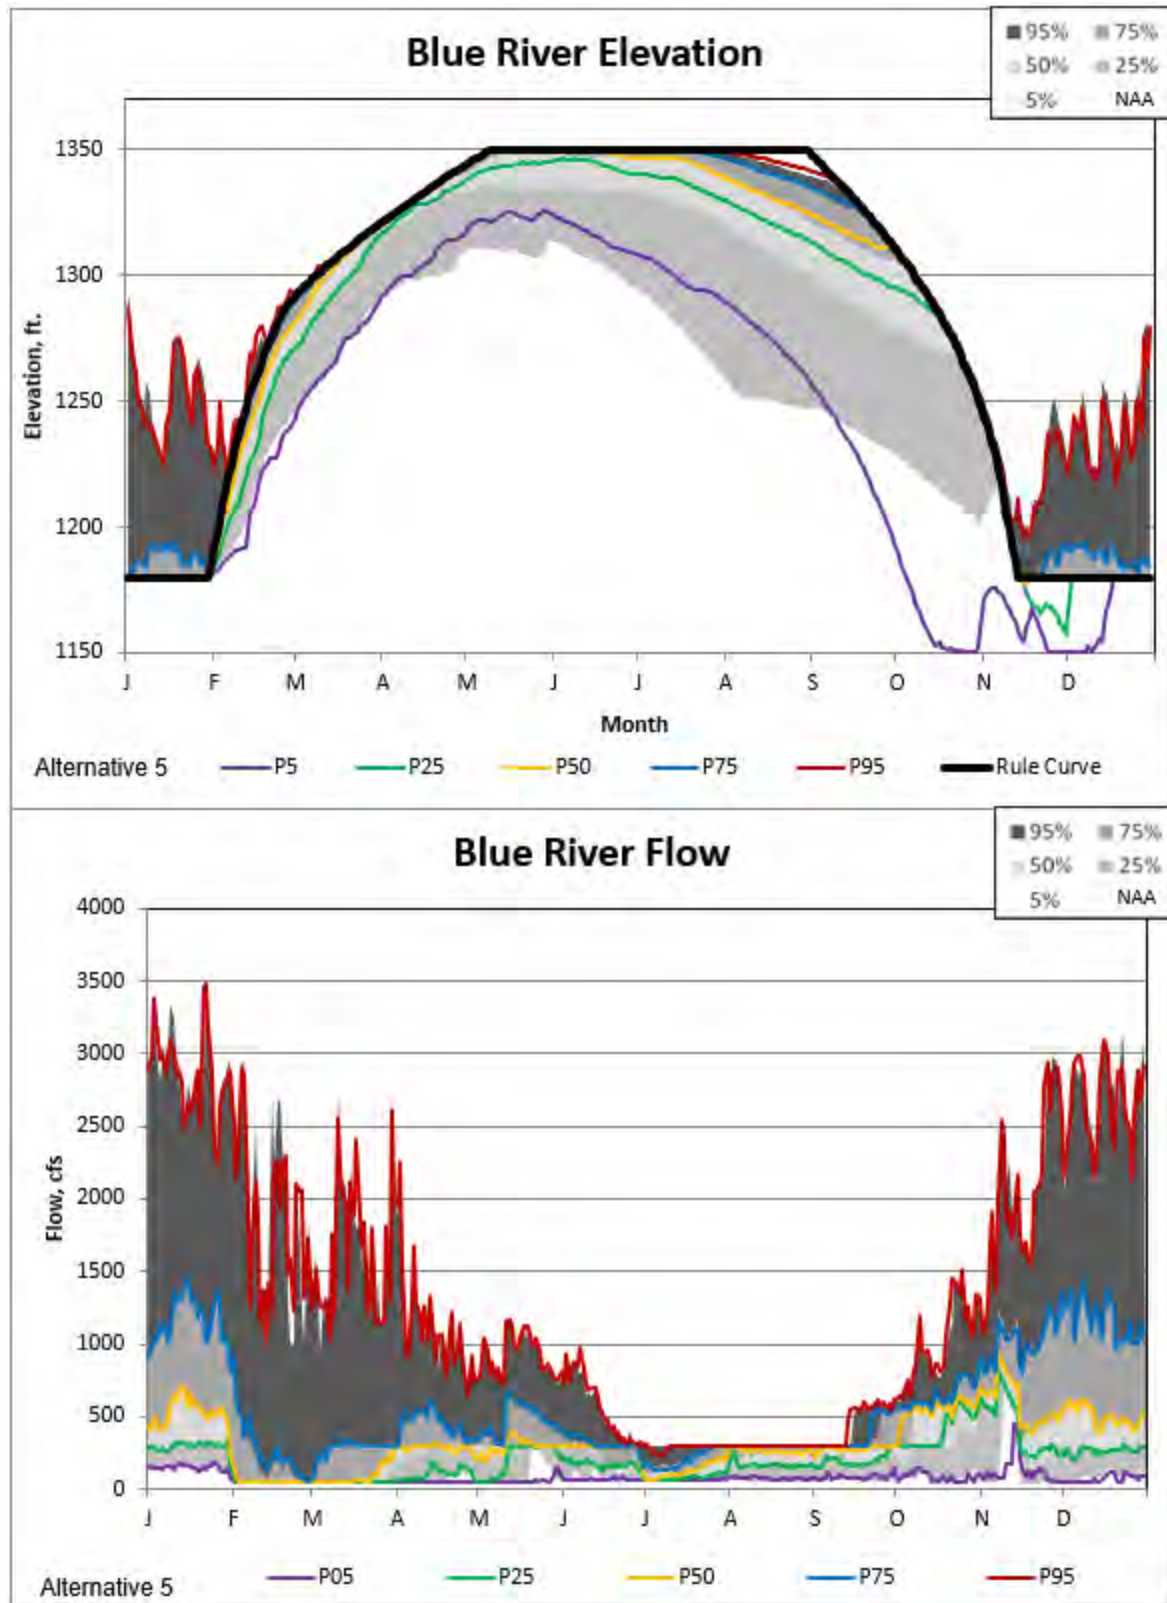 Blue River Elevation
95% 75%
50% 25%
5% NAA
Elevation, ft.
1350
1300
1250
1200
1150
J F M A M J J A S O N D
Month
Alternative 5 P5 P25 P50 P75 P95 Rule Curve
Blue River Flow
95% 75%
50% 25%
5% NAA
Flow, cfs
4000
3500
3000
2500
2000
1500
1000
500
0
J F M A M J J A S O N D
Alternative 5 P05 P25 P50 P75 P95